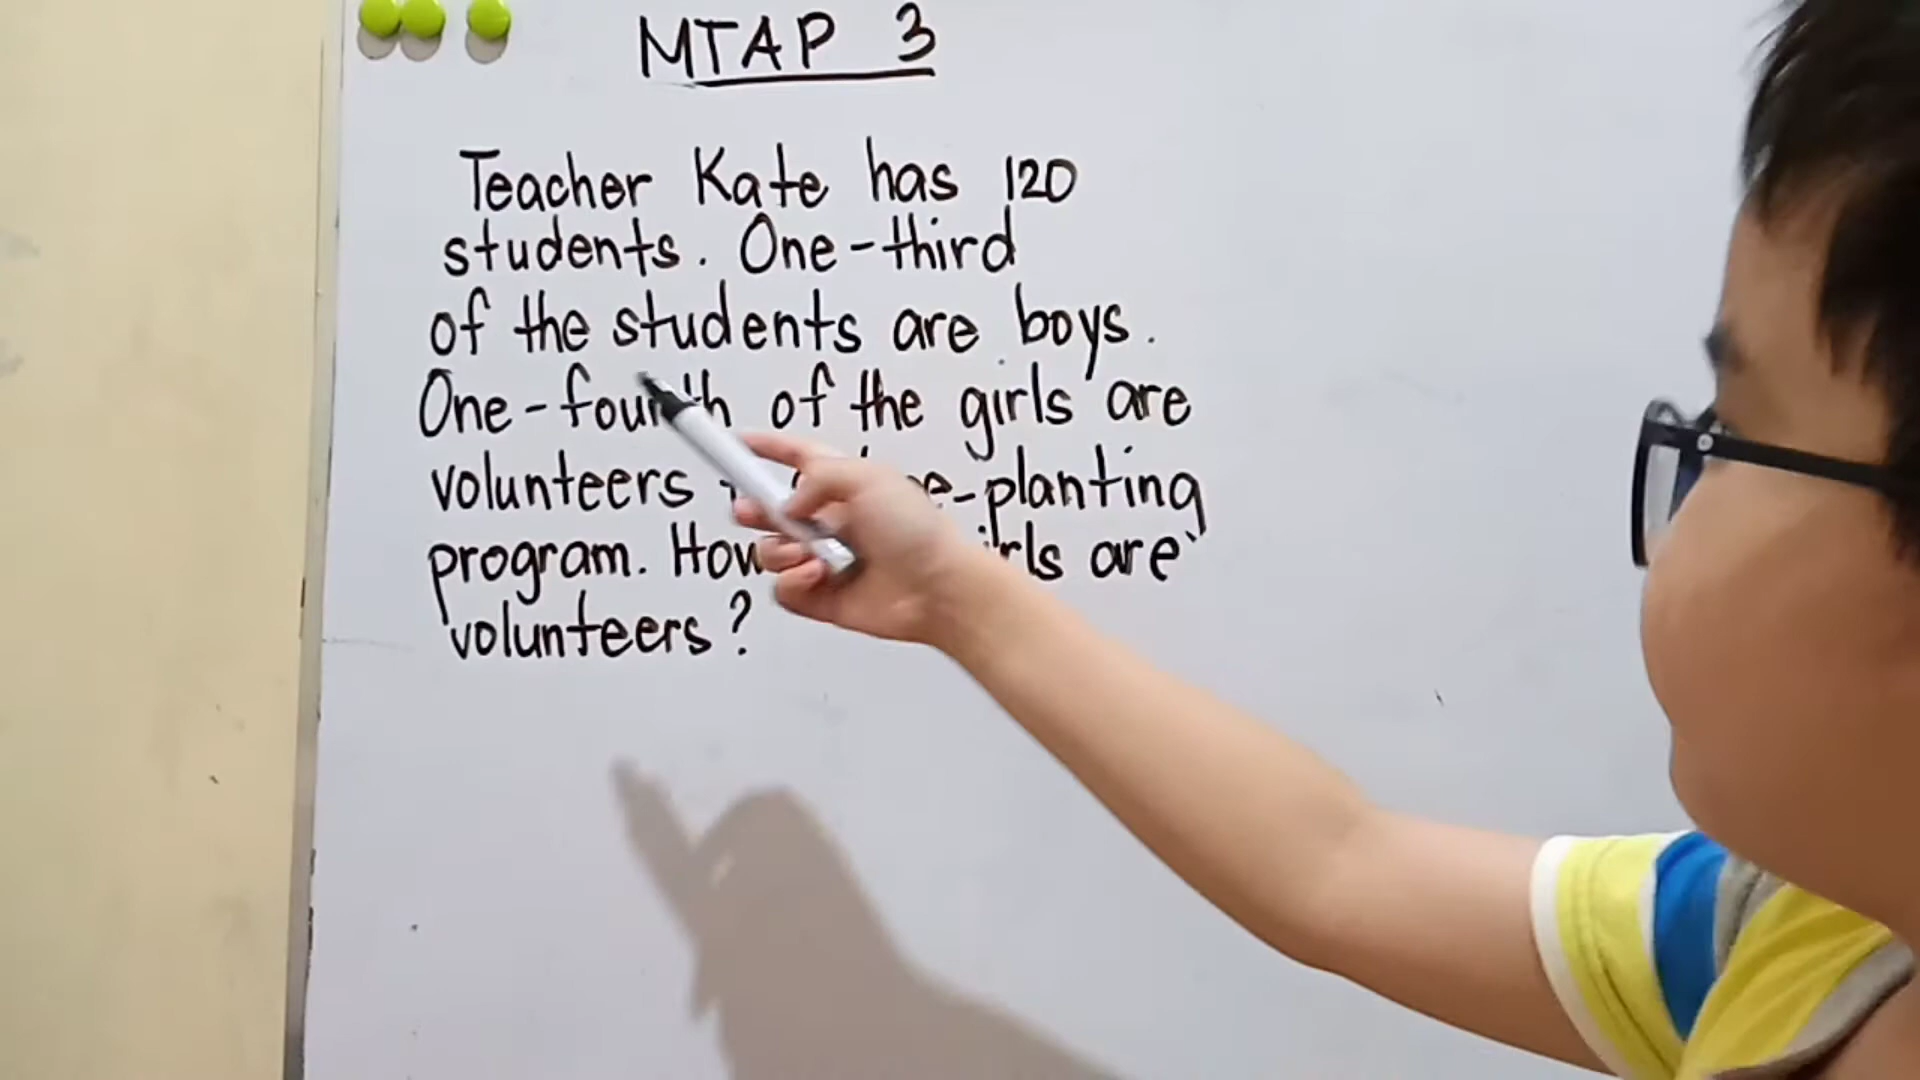 MTAP 3
Teacher Kate has 120
students. One-third
of the students are boys.
One-fourth of the girls are
volunteers -planting
program. How are
volunteers?